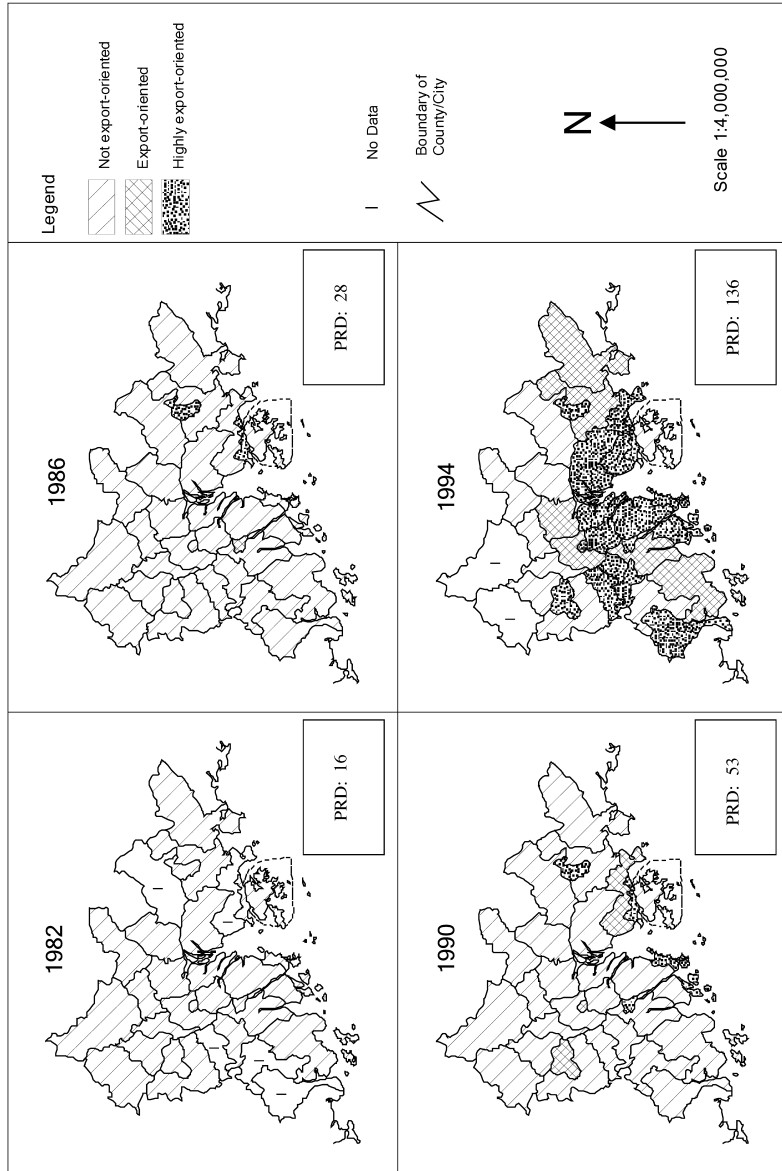 1982
PRD: 16
1986
PRD: 28
1990
PRD: 53
1994
PRD: 136
Legend
Not export-oriented
Export-oriented
Highly export-oriented
No Data
Boundary of
County/City
N
Scale 1:4,000,000